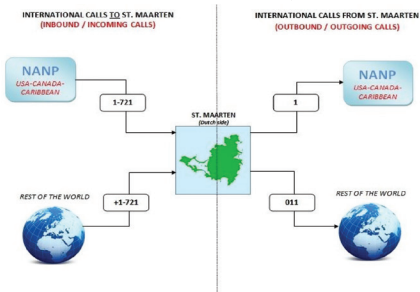 INTERNATIONAL CALLS TO ST. MAARTEN
(INBOUND / INCOMING CALLS)
NANP
USA-CANADA-
CARIBBEAN
1-721
REST OF THE WORLD
+1-721
ST. MAARTEN
(Dutch side)
INTERNATIONAL CALLS FROM ST. MAARTEN
(OUTBOUND / OUTGOING CALLS)
NANP
USA-CANADA-
CARIBBEAN
1
REST OF THE WORLD
011